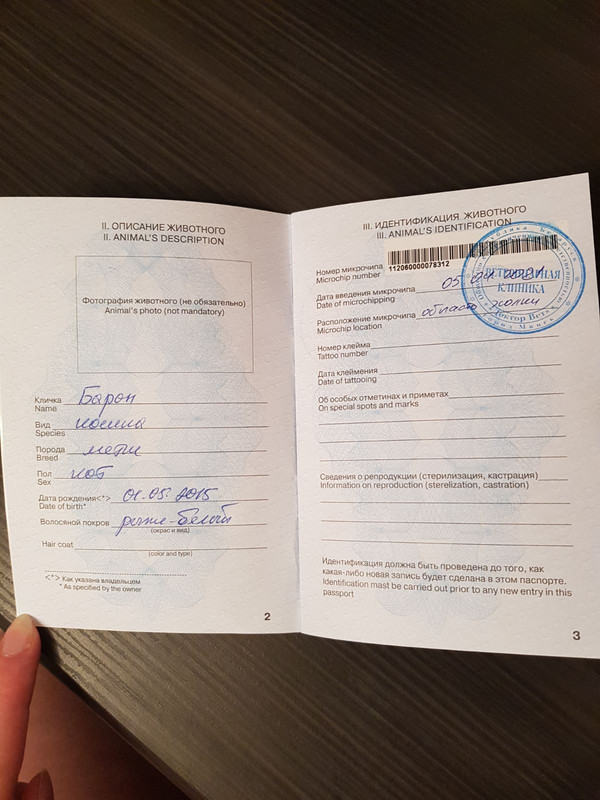 II. ОПИСАНИЕ ЖИВОТНОГО
II. ANIMAL'S DESCRIPTION
Фотография животного (не обязательно)
Animal's photo (not mandatory)
Кличка Барон
Name
Вид кошка
Species
Порода метис
Breed
Пол кот
Sex
Дата рождения<*> 01.05.2015
Date of birth*
Волосяной покров рыже-белый
(окрас и вид)
Hair coat
(color and type)
<*> Как указана владельцем
* As specified by the owner
2
III. ИДЕНТИФИКАЦИЯ ЖИВОТНОГО
III. ANIMAL'S IDENTIFICATION
Номер микрочипа
Microchip number
112060000078312
Дата введения микрочипа 05
Date of microchipping
Расположение микрочипа область холки
Microchip location
Номер клейма
Tattoo number
Дата клеймения
Date of tattooing
Об особых отметинах и приметах
On special spots and marks
Сведения о репродукции (стерилизация, кастрация)
Information on reproduction (sterelization, castration)
Идентификация должна быть проведена до того, как
какая-либо новая запись будет сделана в этом паспорте.
Identification mast be carried out prior to any new entry in this
passport
3
ВЕТЕРИНАРНАЯ
КЛИНИКА
Доктор Вет